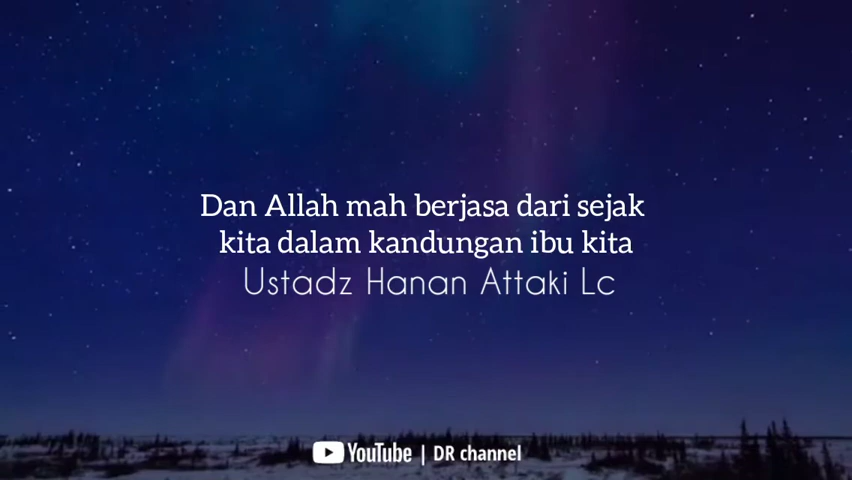 Dan Allah mah berjasa dari sejak
kita dalam kandungan ibu kita
Ustadz Hanan Attaki Lc
YouTube | DR channel